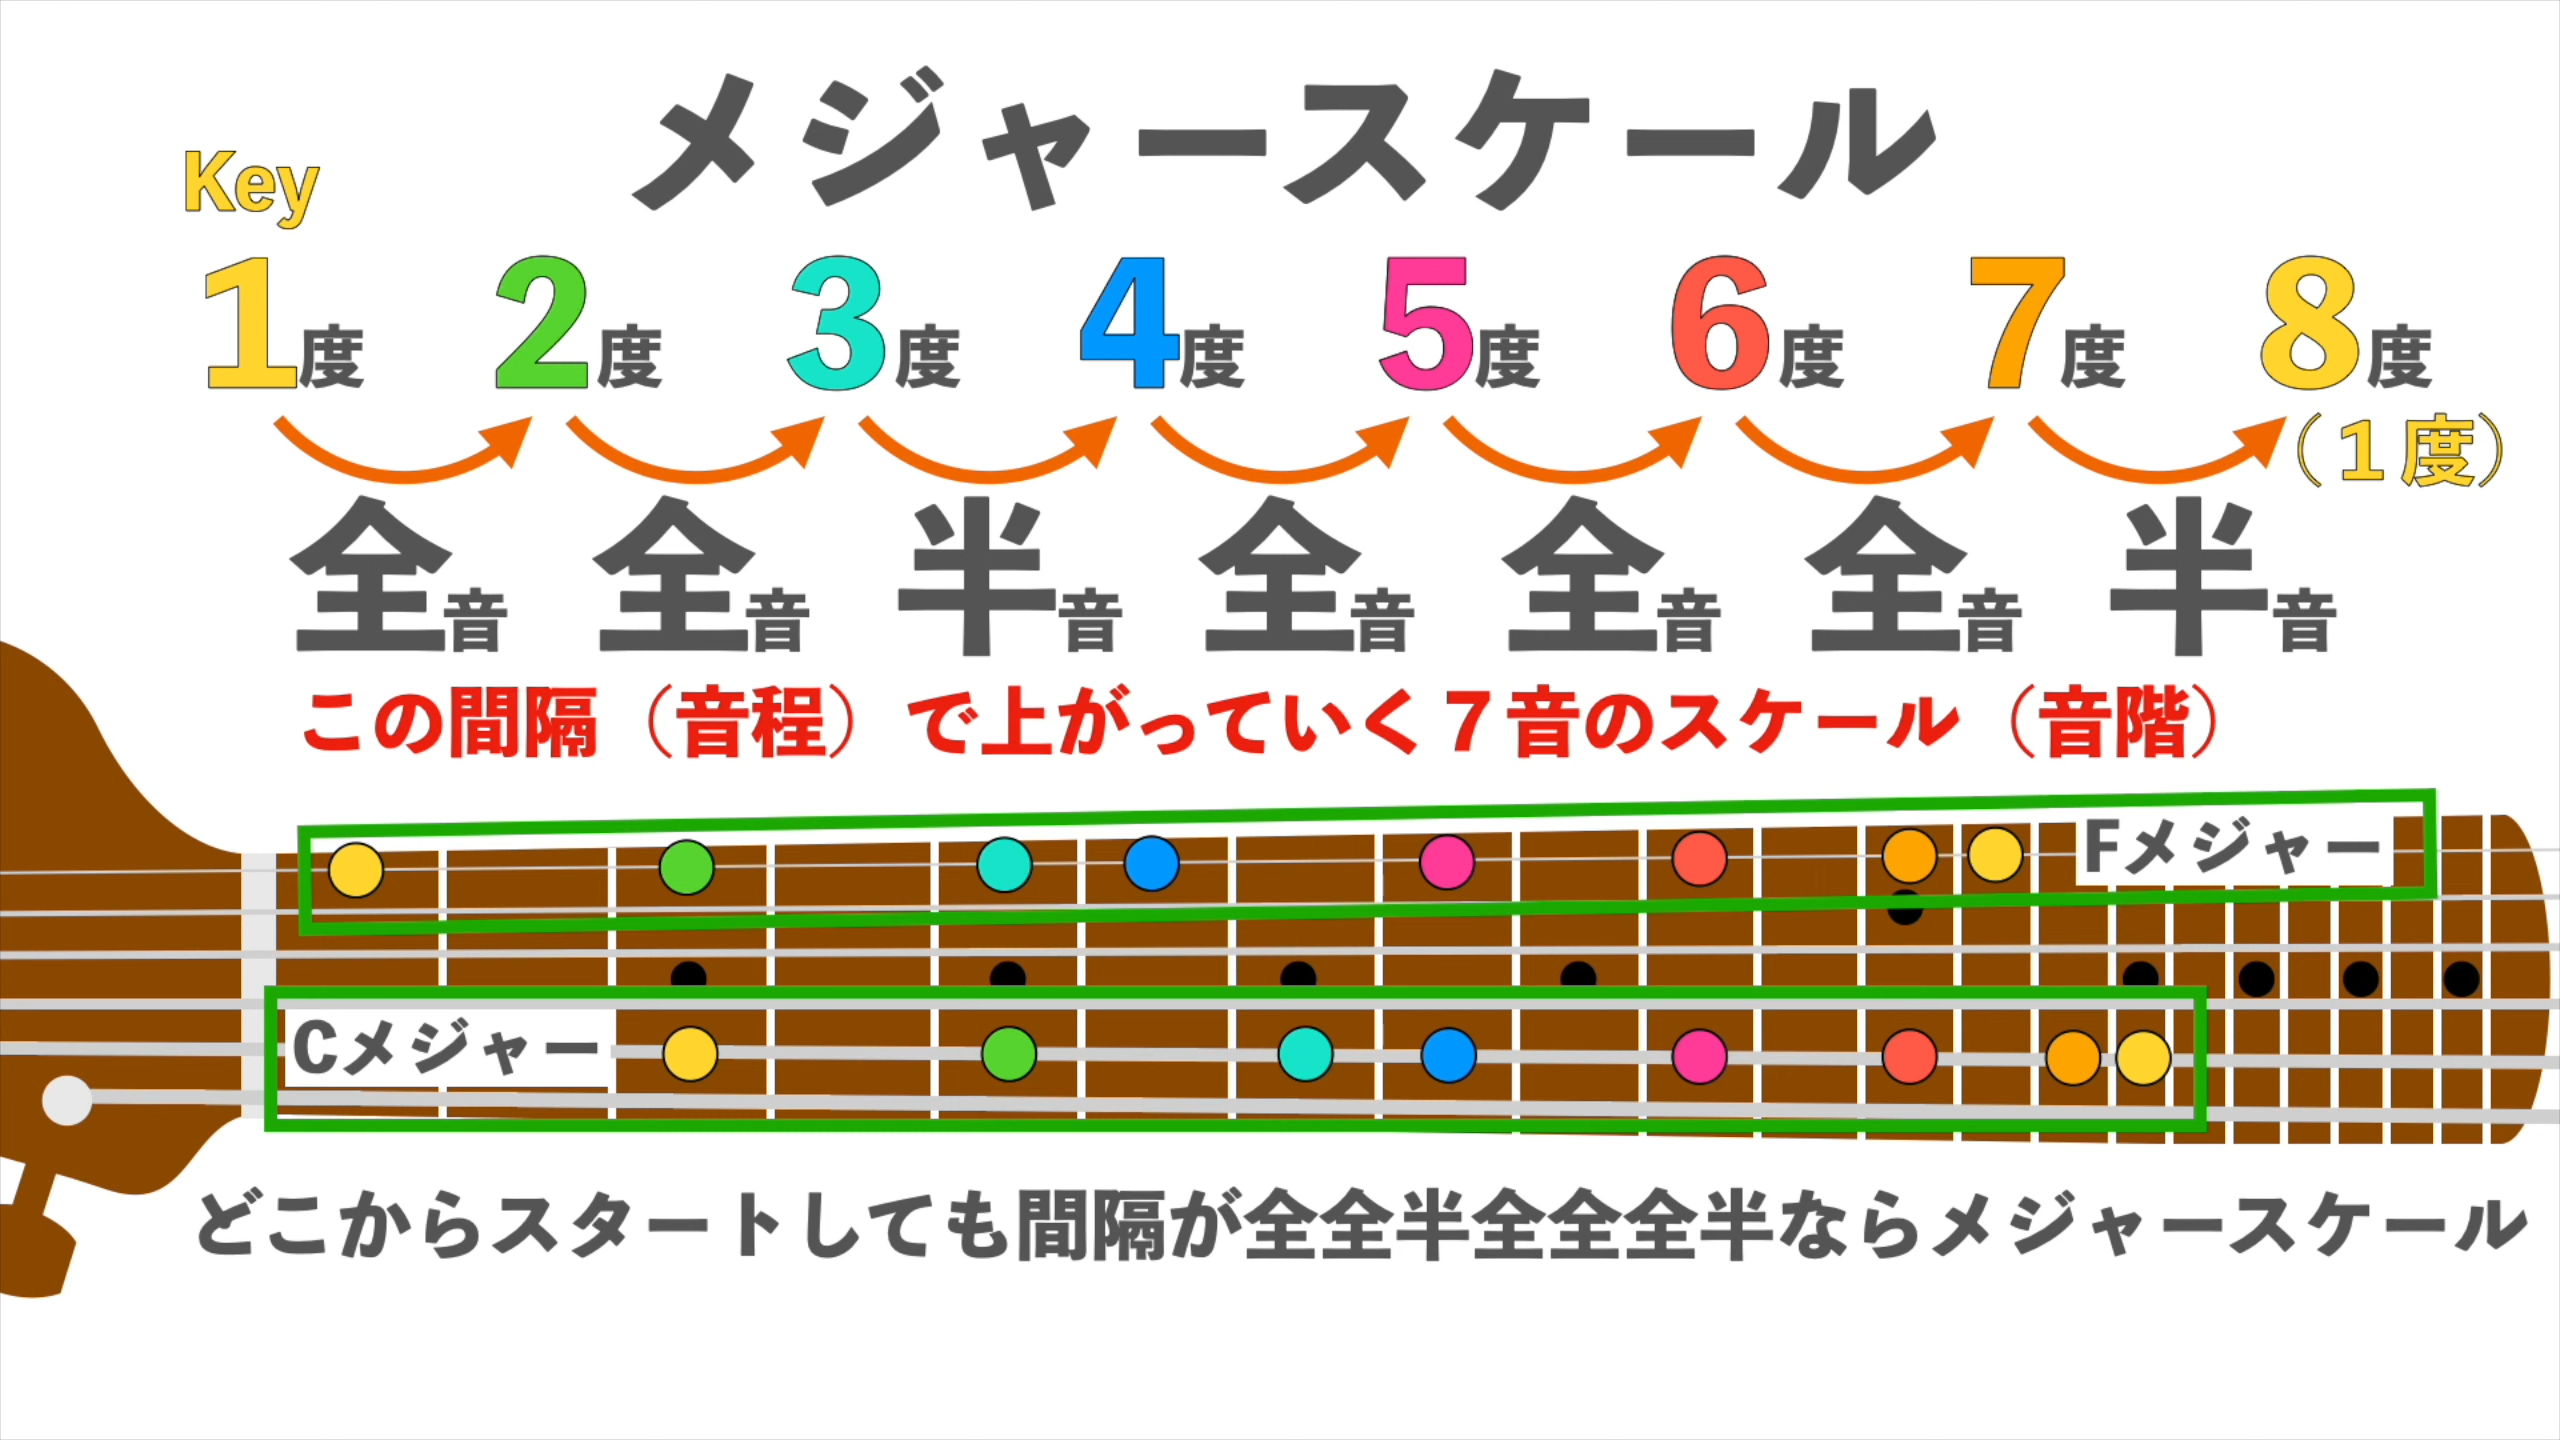 メジャースケール
Key
1度 2度 3度 4度 5度 6度 7度 8度
（１度）
全音 全音 半音 全音 全音 全音 半音
この間隔（音程）で上がっていく７音のスケール（音階）
Fメジャー
Cメジャー
どこからスタートしても間隔が全全半全全全半ならメジャースケール